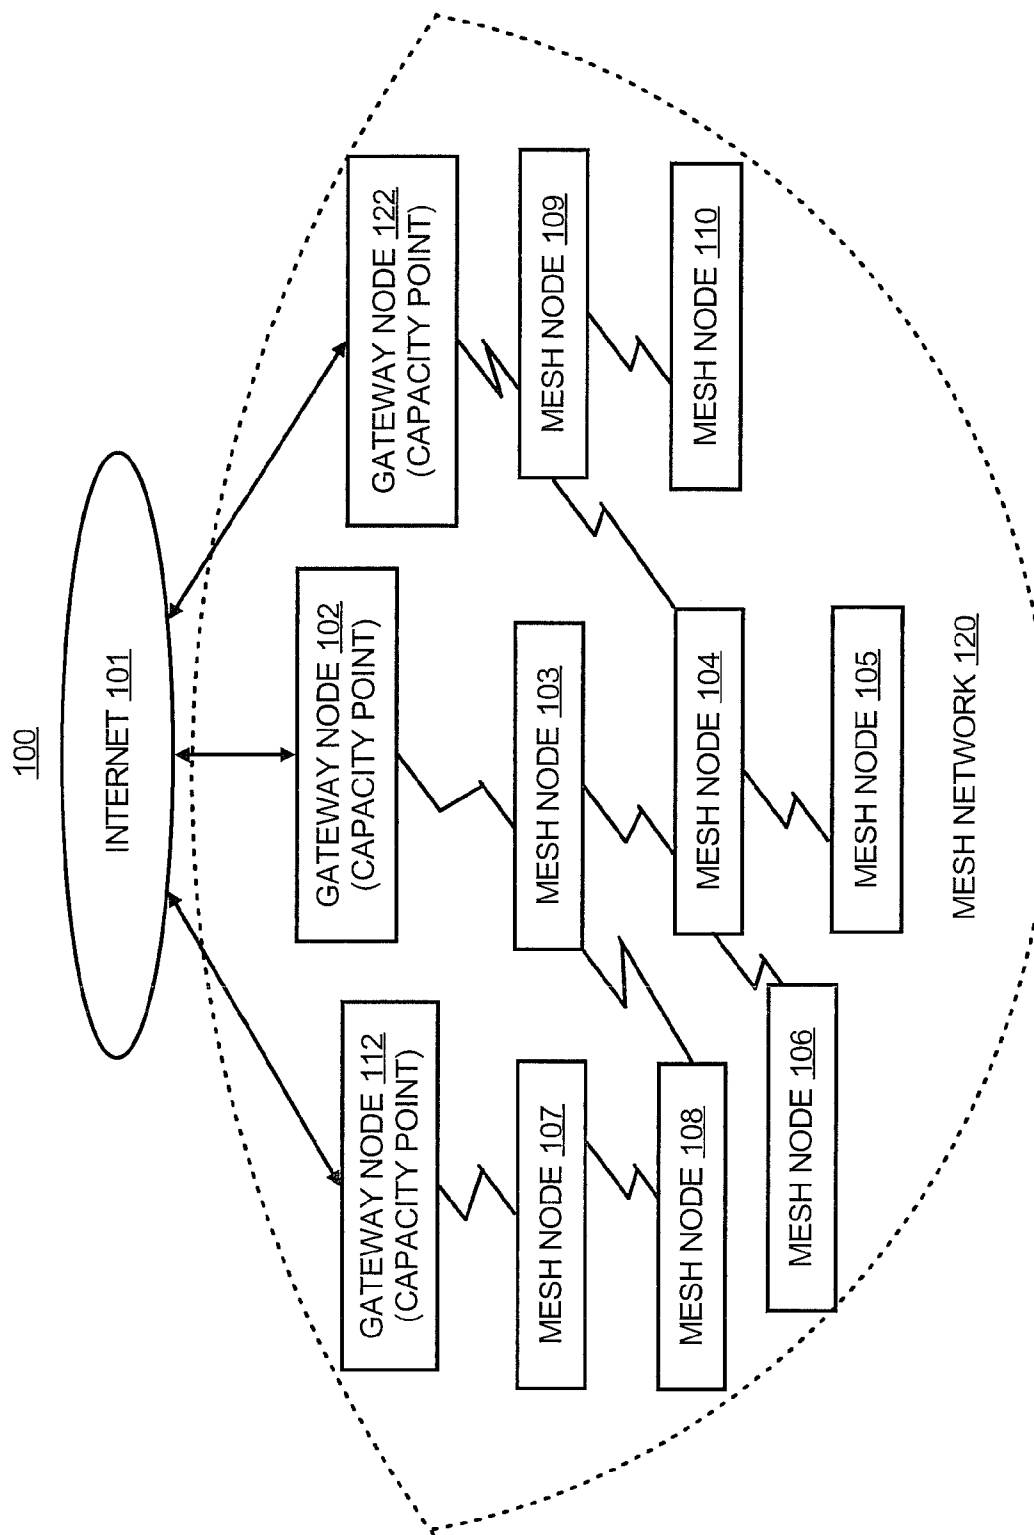 100
INTERNET 101
GATEWAY NODE 112
(CAPACITY POINT)
GATEWAY NODE 102
(CAPACITY POINT)
GATEWAY NODE 122
(CAPACITY POINT)
MESH NODE 107
MESH NODE 103
MESH NODE 109
MESH NODE 108
MESH NODE 104
MESH NODE 110
MESH NODE 106
MESH NODE 105
MESH NETWORK 120